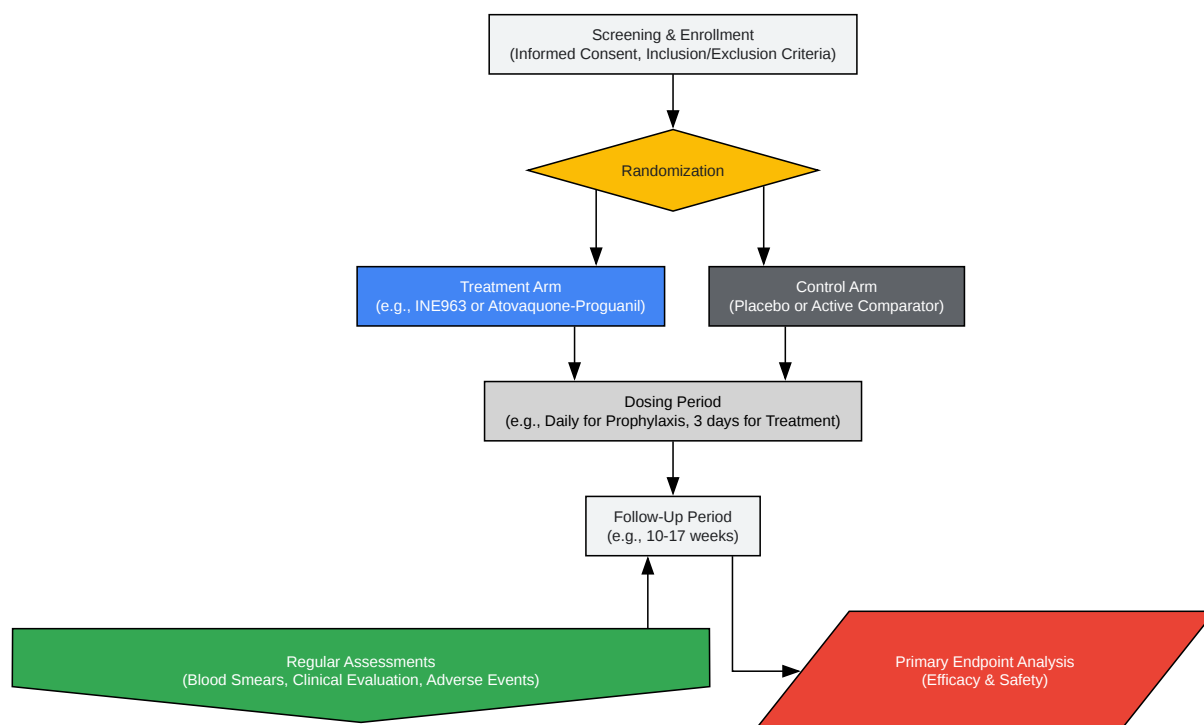 Screening & Enrollment
(Informed Consent, Inclusion/Exclusion Criteria)
Randomization
Treatment Arm
(e.g., INE963 or Atovaquone-Proguanil)
Control Arm
(Placebo or Active Comparator)
Dosing Period
(e.g., Daily for Prophylaxis, 3 days for Treatment)
Follow-Up Period
(e.g., 10-17 weeks)
Regular Assessments
(Blood Smears, Clinical Evaluation, Adverse Events)
Primary Endpoint Analysis
(Efficacy & Safety)